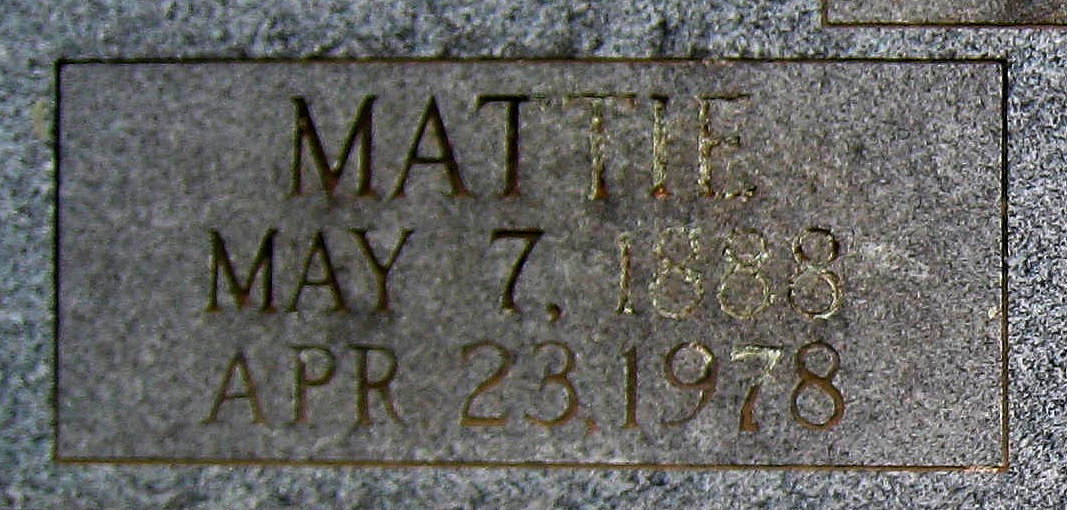 MATTIE
MAY 7, 1888
APR 23, 1978